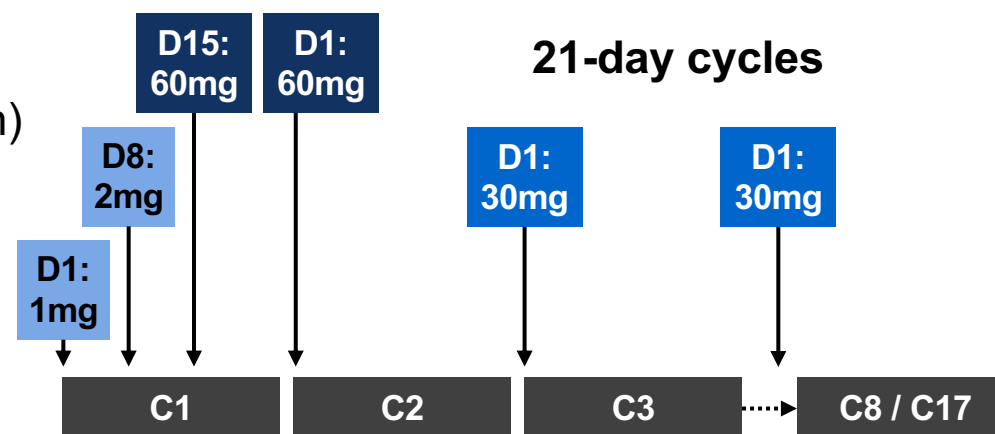 D15:
60mg
D1:
60mg
21-day cycles
)
D8:
2mg
D1:
30mg
D1:
30mg
D1:
1mg
C1
C2
C3
C8 / C17